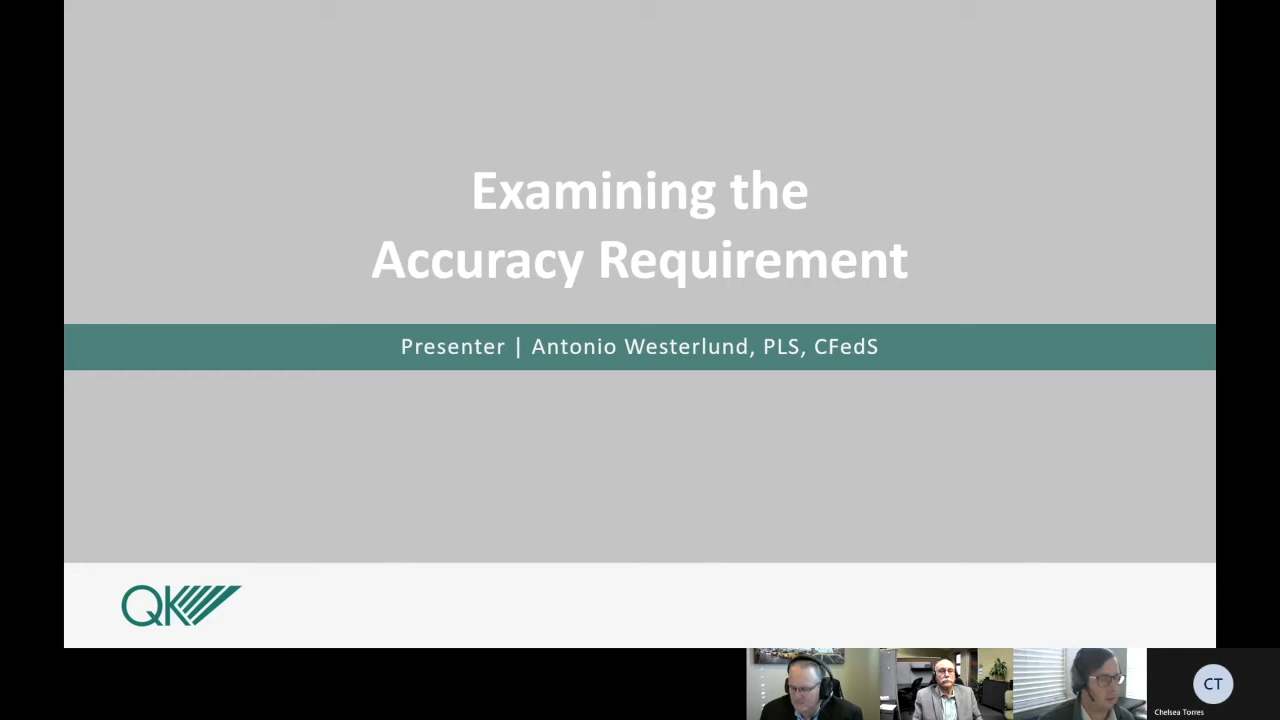 Examining the
Accuracy Requirement
Presenter | Antonio Westerlund, PLS, CFedS
QK
CT
Chelsea Torres